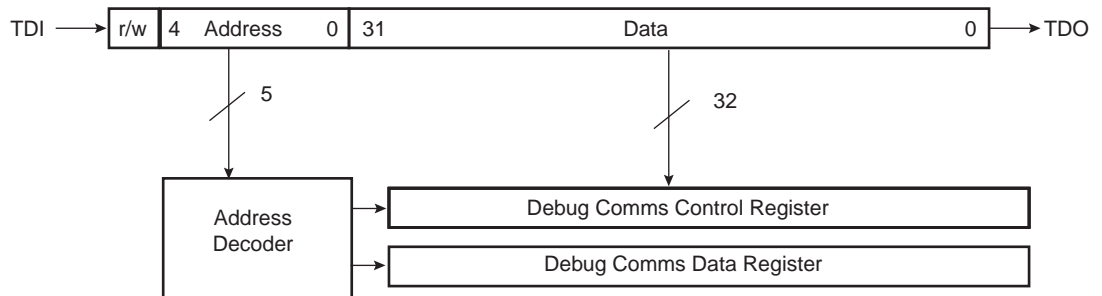 TDI r/w 4 Address 0 31 Data 0 TDO
5
32
Address
Decoder
Debug Comms Control Register
Debug Comms Data Register